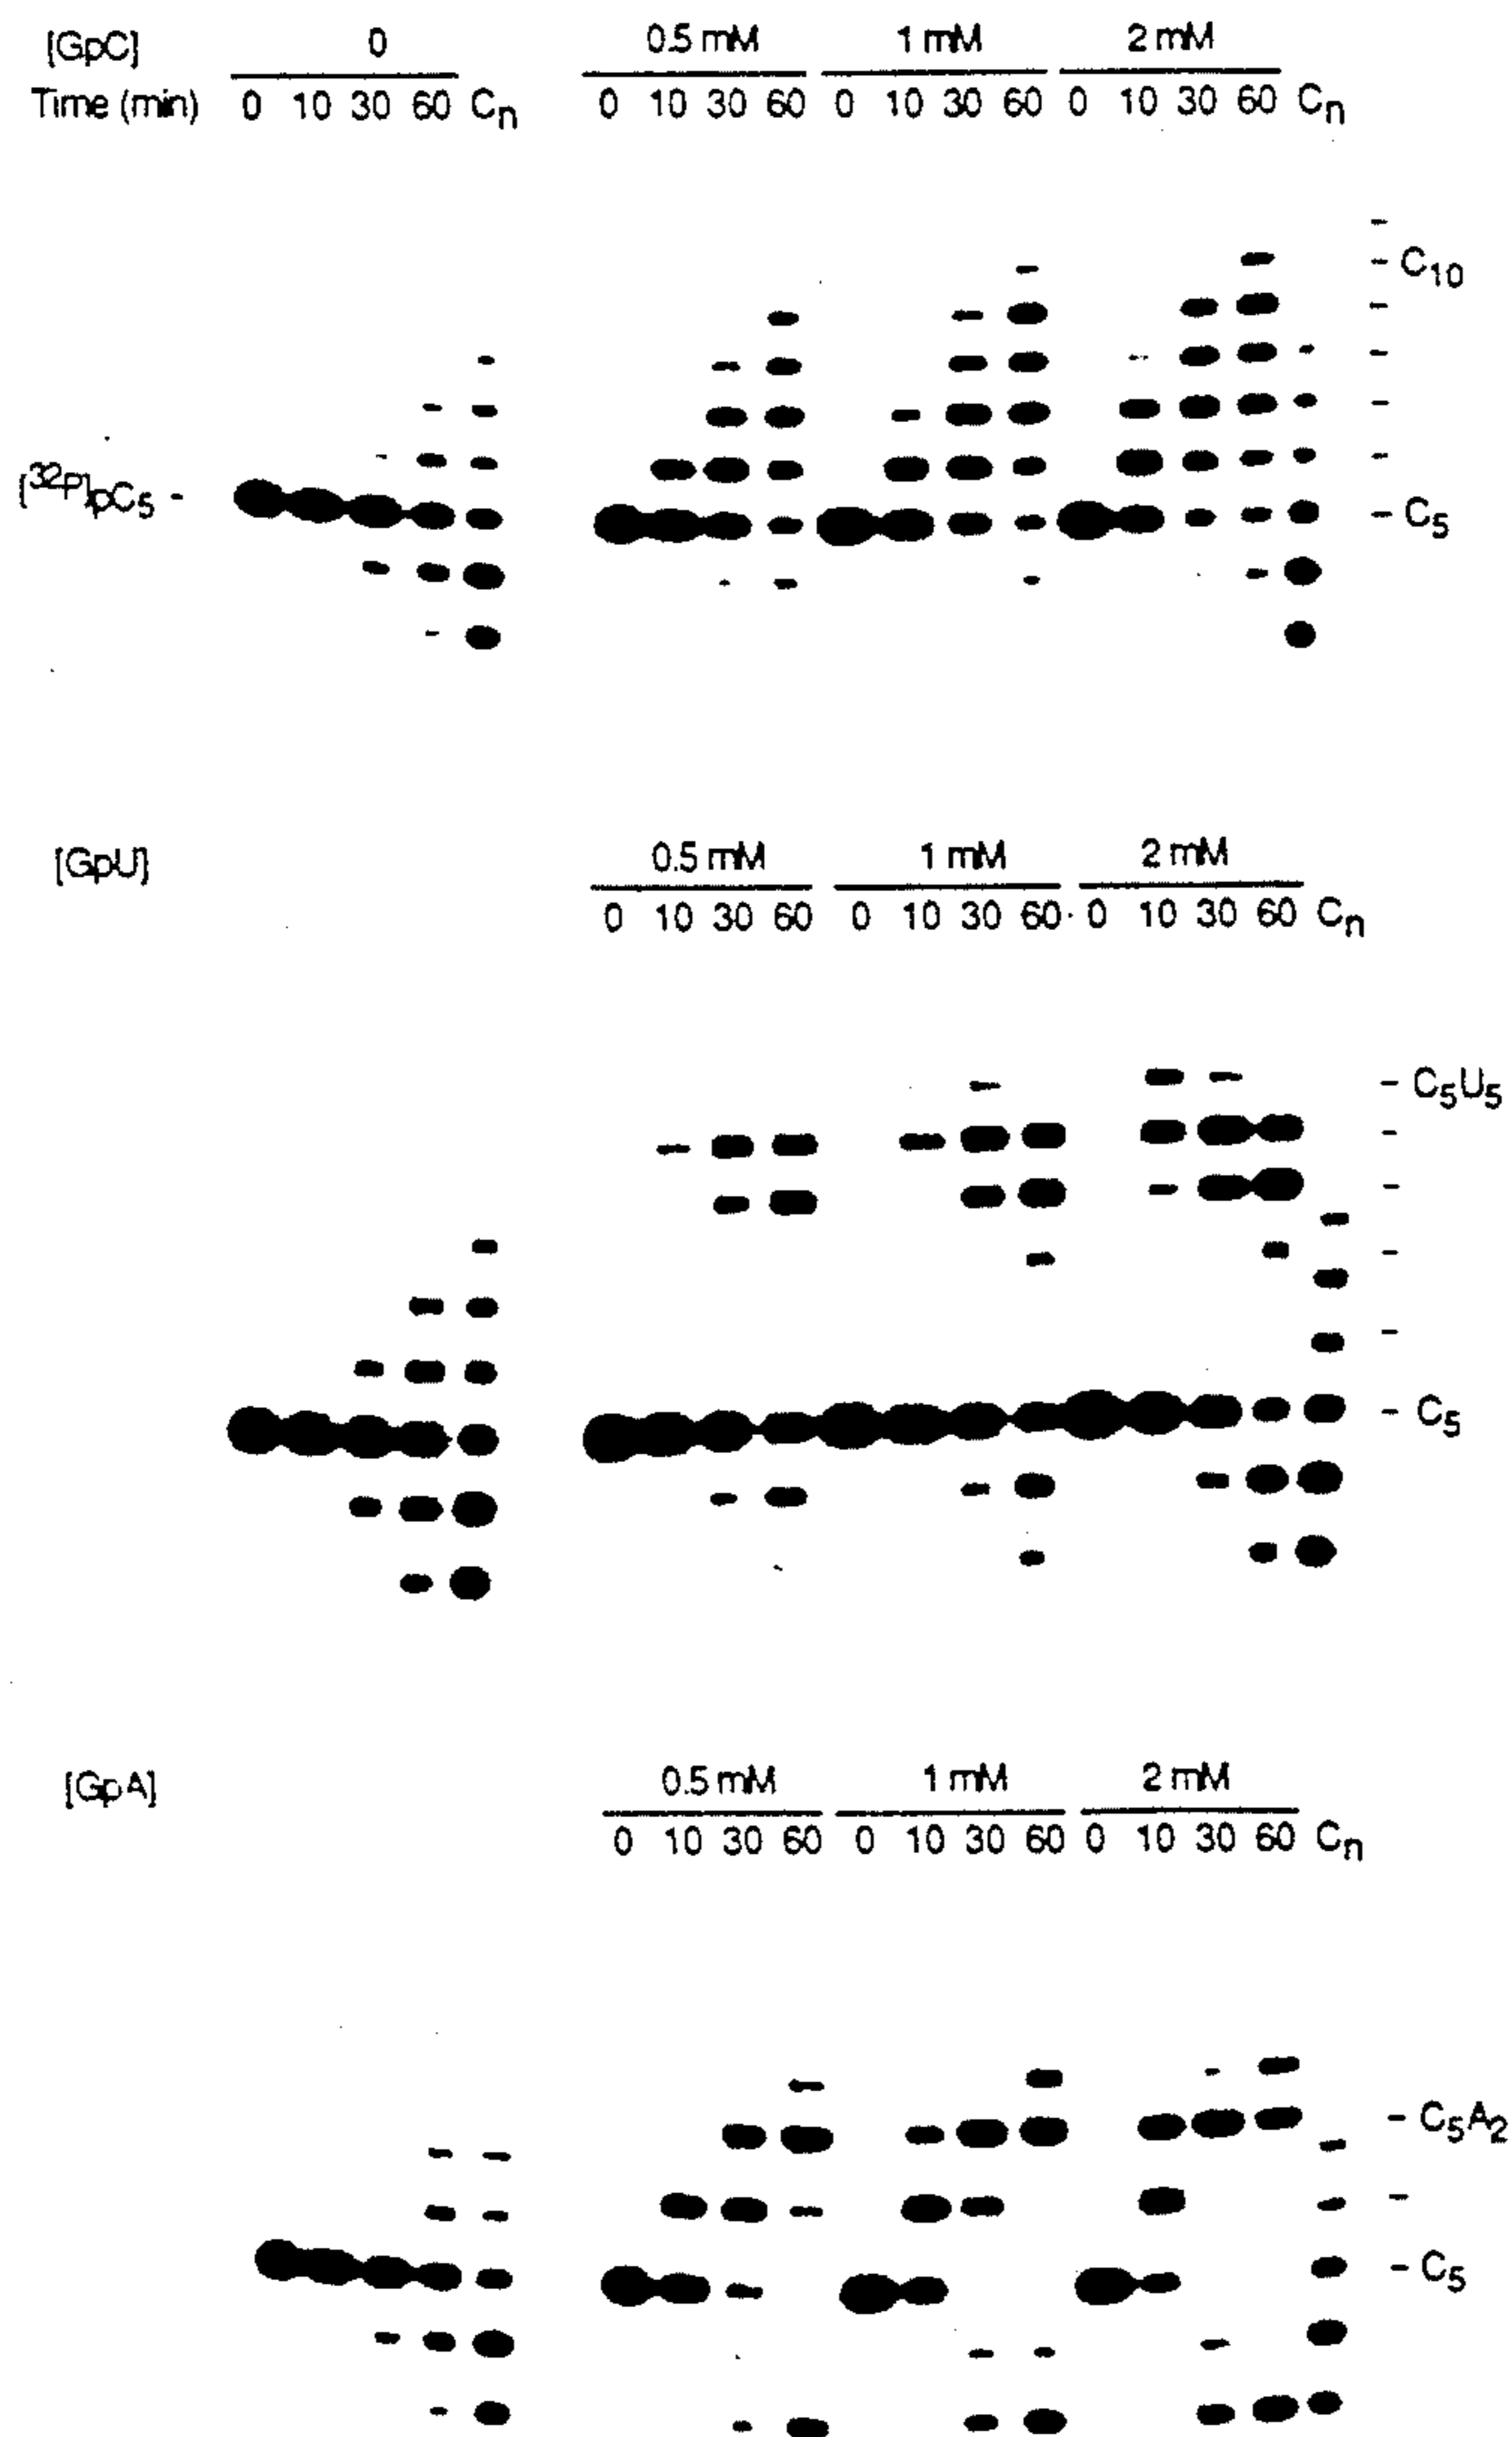 [GpC] 0 0.5 mM 1 mM 2 mM
Time (min) 0 10 30 60 Cn 0 10 30 60 0 10 30 60 0 10 30 60 Cn
- C10
[32P]pC5 -
- C5
[GpU] 0.5 mM 1 mM 2 mM
0 10 30 60 0 10 30 60 0 10 30 60 Cn
- C5U5
- C5
[GpA] 0.5 mM 1 mM 2 mM
0 10 30 60 0 10 30 60 0 10 30 60 Cn
- C5A2
- C5